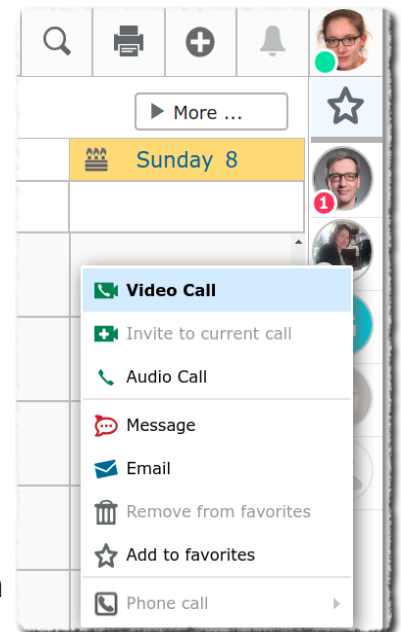 More ...
Sunday 8
1
Video Call
Invite to current call
Audio Call
Message
Email
Remove from favorites
Add to favorites
Phone call